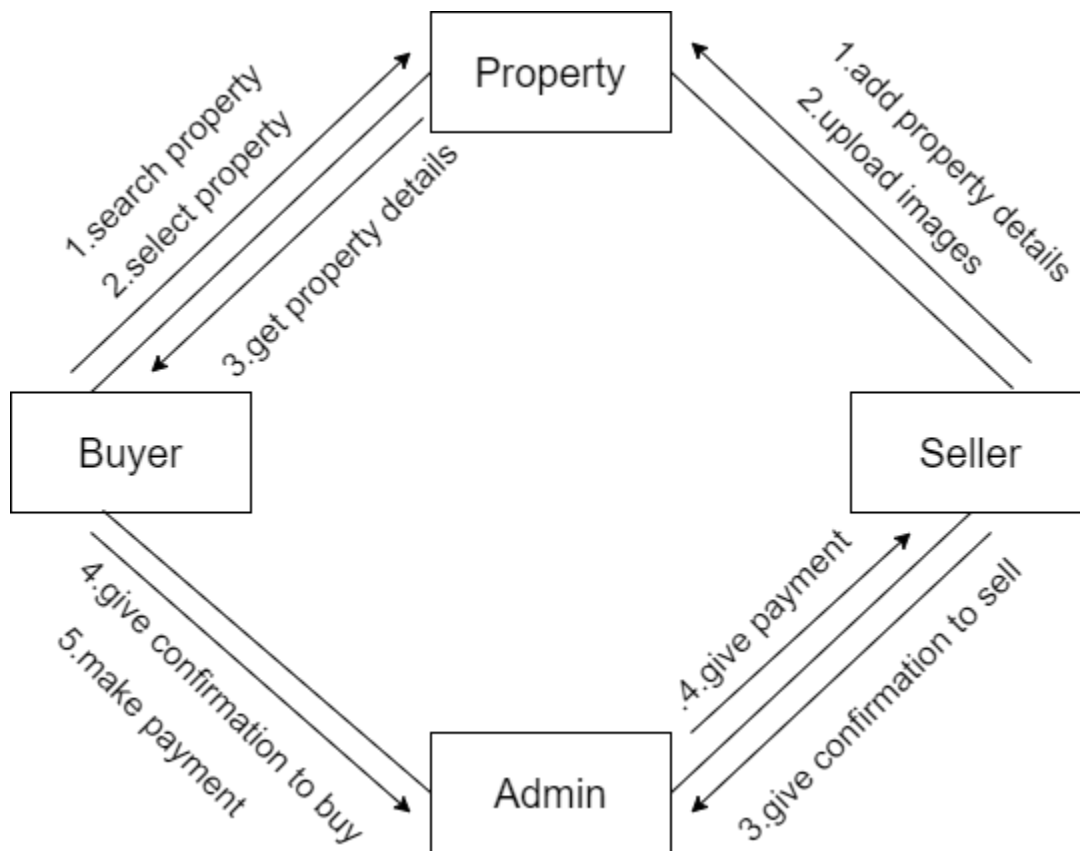 Property
1.search property
2.select property
3.get property details
1.add property details
2.upload images
Buyer
Seller
4.give confirmation to buy
5.make payment
.4.give payment
3.give confirmation to sell
Admin